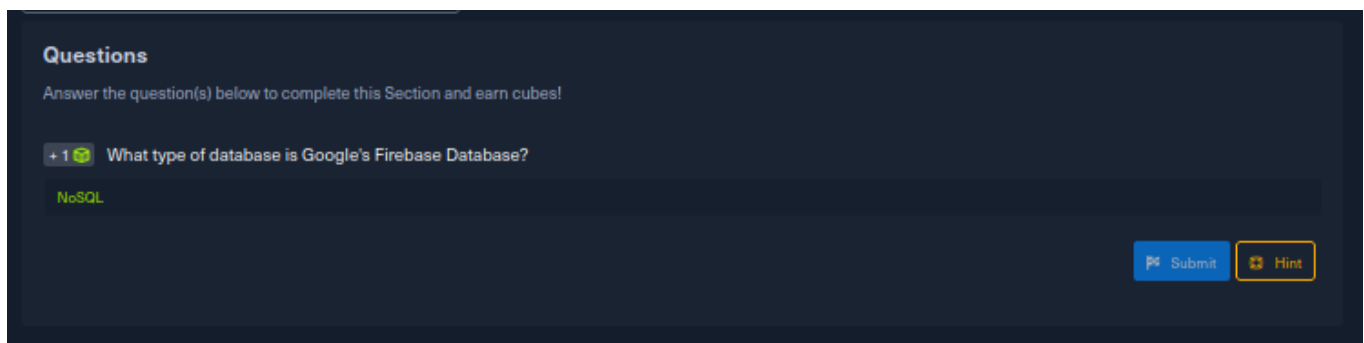 Questions
Answer the question(s) below to complete this Section and earn cubes!
+ 1 What type of database is Google's Firebase Database?
NoSQL
Submit Hint